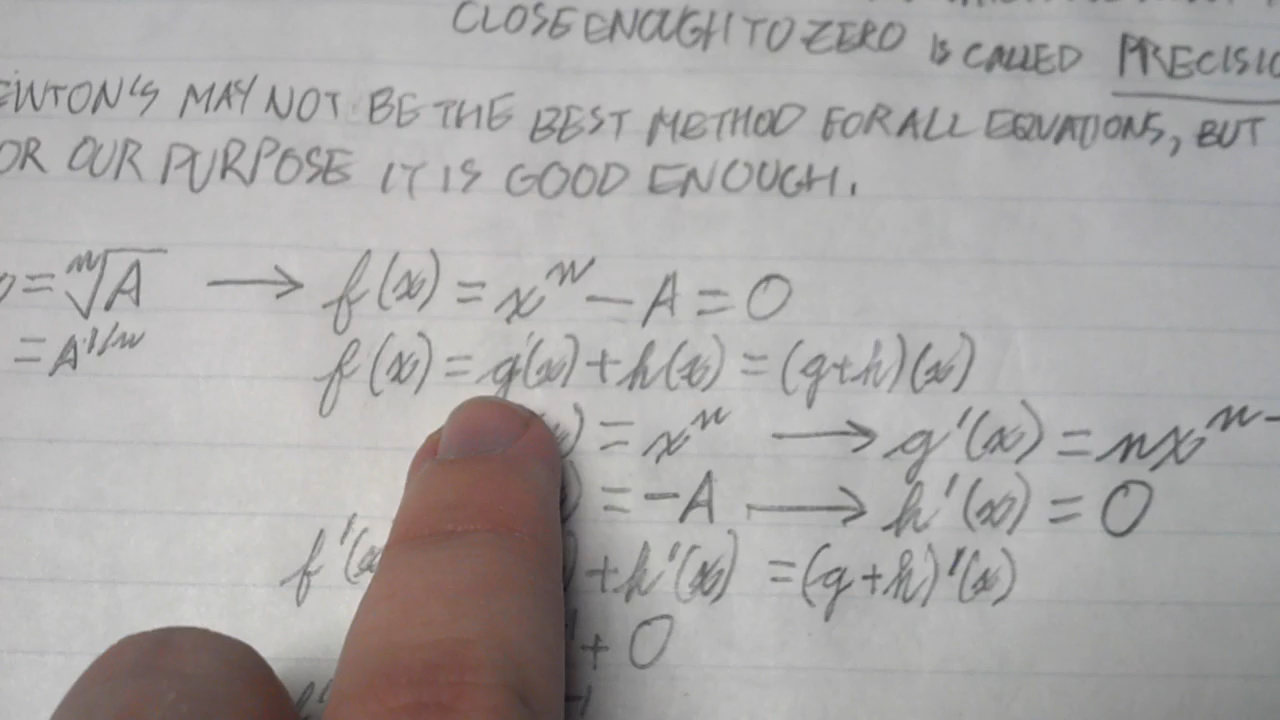 CLOSE ENOUGH TO ZERO IS CALLED PRECISIO
EWTON'S MAY NOT BE THE BEST METHOD FOR ALL EQUATIONS, BUT
OR OUR PURPOSE IT IS GOOD ENOUGH.
= ⁿ√A → f(x) = xⁿ − A = 0
= A^1/n
f(x) = g(x) + h(x) = (g+h)(x)
) = xⁿ → g'(x) = nx^n-
) = −A → h'(x) = 0
f'(x ) + h'(x) = (g+h)'(x)
+ 0